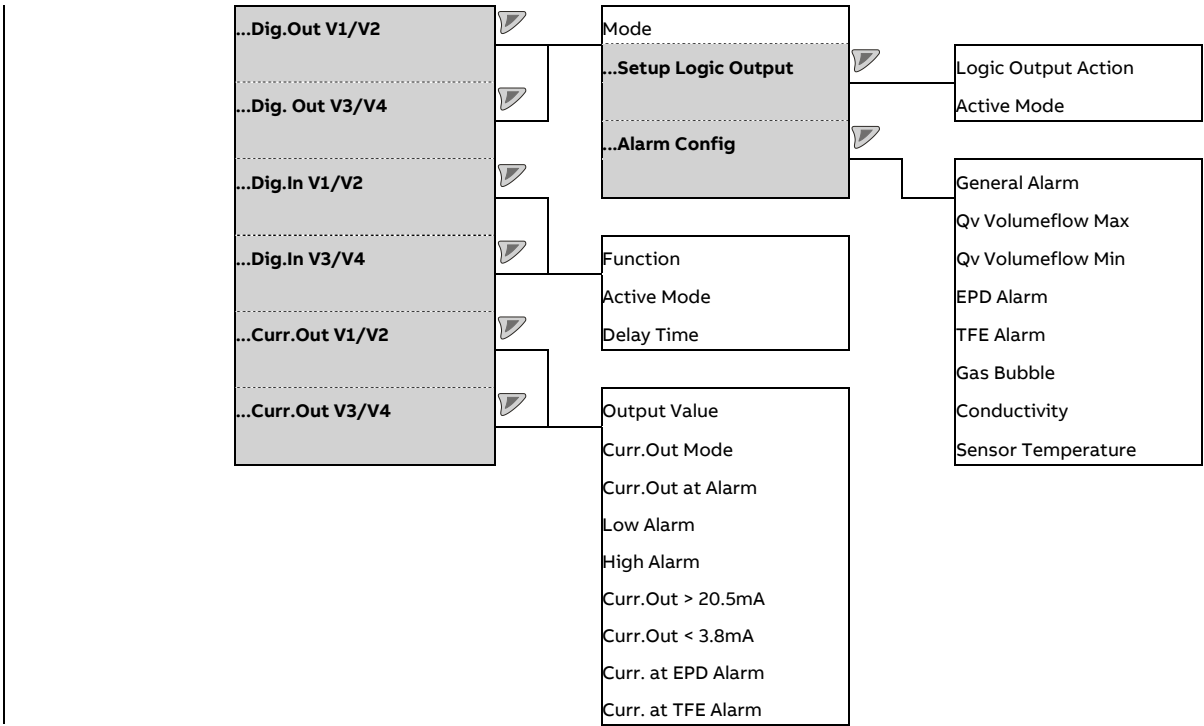 ...Dig.Out V1/V2
...Dig. Out V3/V4
...Dig.In V1/V2
...Dig.In V3/V4
...Curr.Out V1/V2
...Curr.Out V3/V4
Mode
...Setup Logic Output
...Alarm Config
Function
Active Mode
Delay Time
Output Value
Curr.Out Mode
Curr.Out at Alarm
Low Alarm
High Alarm
Curr.Out > 20.5mA
Curr.Out < 3.8mA
Curr. at EPD Alarm
Curr. at TFE Alarm
Logic Output Action
Active Mode
General Alarm
Qv Volumeflow Max
Qv Volumeflow Min
EPD Alarm
TFE Alarm
Gas Bubble
Conductivity
Sensor Temperature